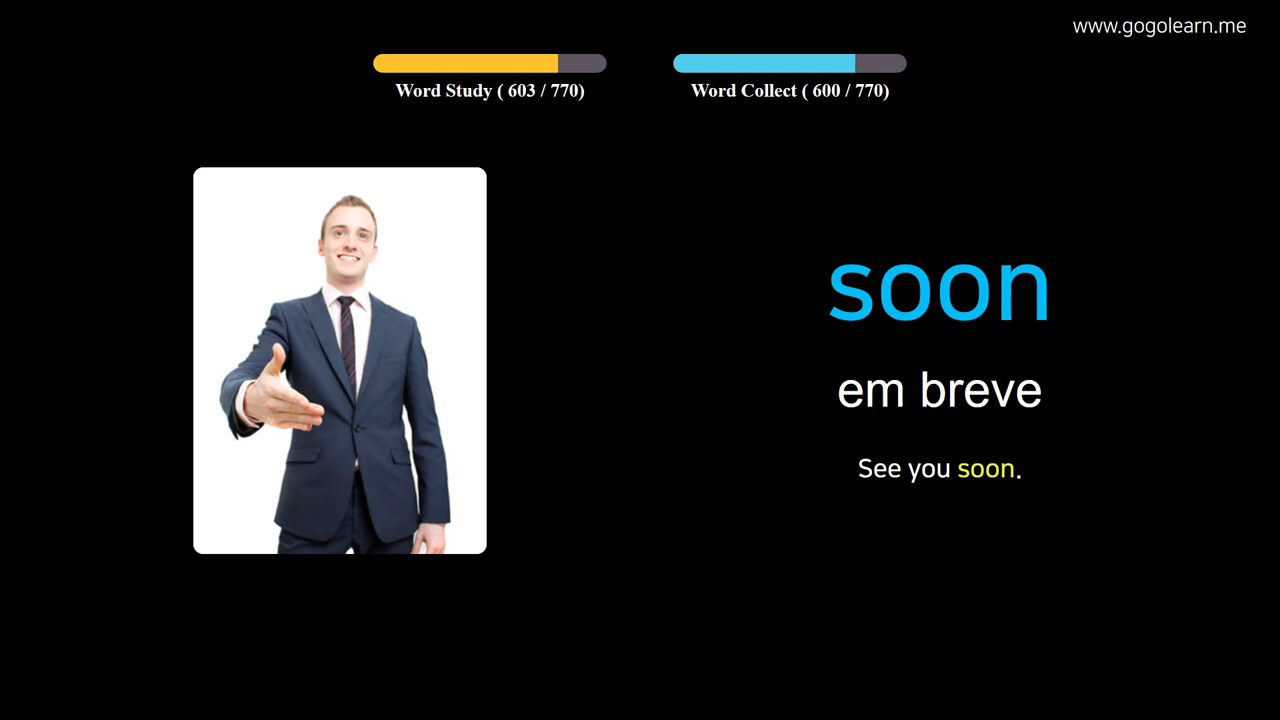 www.gogolearn.me
Word Study ( 603 / 770)
Word Collect ( 600 / 770)
soon
em breve
See you soon.